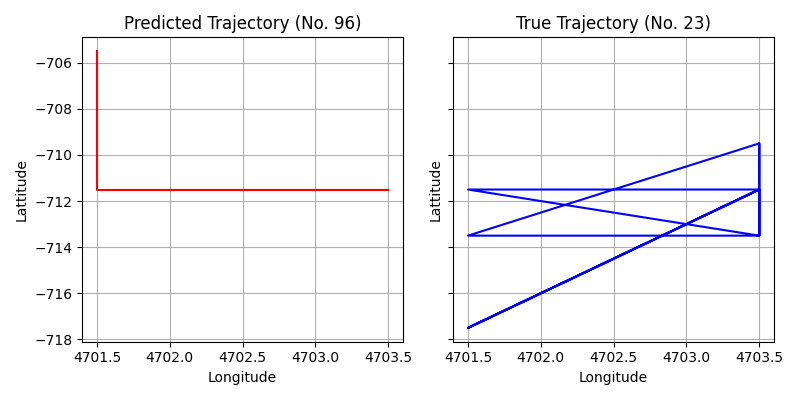 Predicted Trajectory (No. 96)
True Trajectory (No. 23)
Lattitude
−706
−708
−710
−712
−714
−716
−718
4701.5 4702.0 4702.5 4703.0 4703.5
Longitude
Lattitude
4701.5 4702.0 4702.5 4703.0 4703.5
Longitude